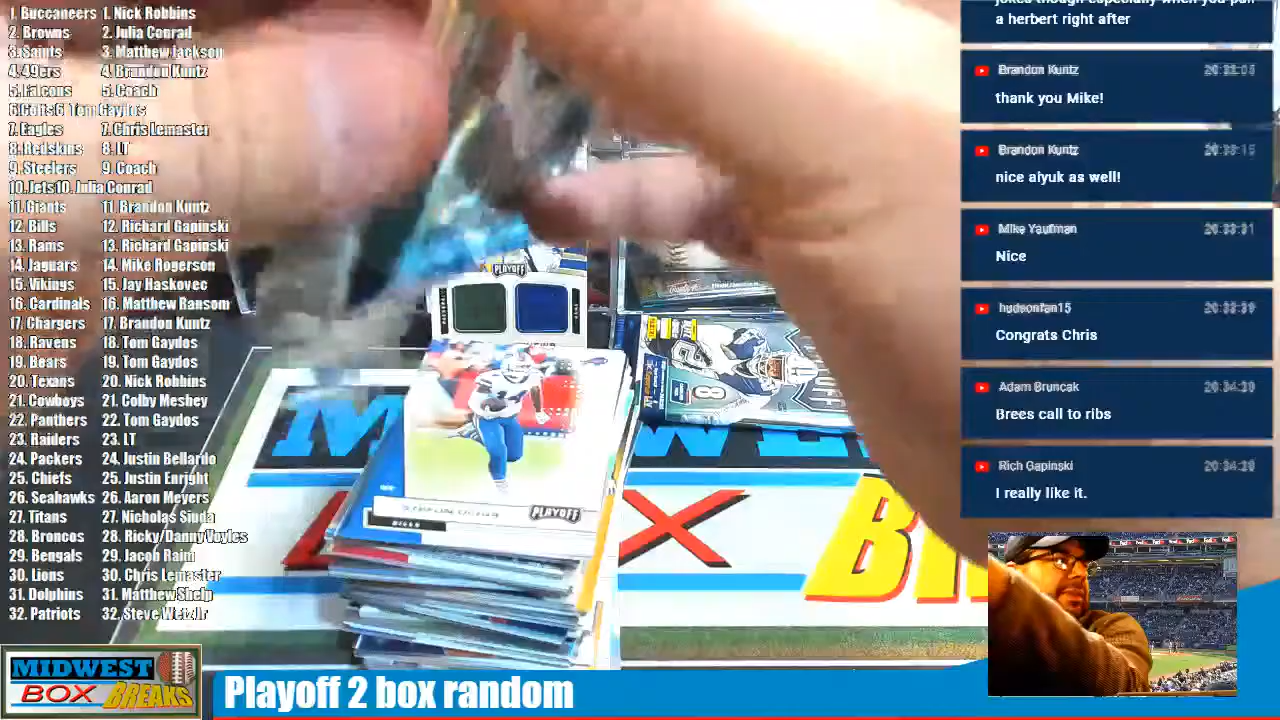 1. Buccaneers 1. Nick Robbins
2. Browns 2. Julia Conrad
3. Saints 3. Matthew jackson
4. 49ers 4. Brandon Kuntz
5. Falcons 5. Coach
6. Colts 6. Tom Gaydos
7. Eagles 7. Chris Lemaster
8. Redskins 8. LT
9. Steelers 9. Coach
10. Jets 10. Julia Conrad
11. Giants 11. Brandon Kuntz
12. Bills 12. Richard Gapinski
13. Rams 13. Richard Gapinski
14. Jaguars 14. Mike Rogerson
15. Vikings 15. Jay Haskovec
16. Cardinals 16. Matthew Ransom
17. Chargers 17. Brandon Kuntz
18. Ravens 18. Tom Gaydos
19. Bears 19. Tom Gaydos
20. Texans 20. Nick Robbins
21. Cowboys 21. Colby Meshey
22. Panthers 22. Tom Gaydos
23. Raiders 23. LT
24. Packers 24. Justin Bellardo
25. Chiefs 25. Justin Enright
26. Seahawks 26. Aaron Meyers
27. Titans 27. Nicholas Siuda
28. Broncos 28. Ricky/Danny Voyles
29. Bengals 29. Jacob Raim
30. Lions 30. Chris Lemaster
31. Dolphins 31. Matthew Shelp
32. Patriots 32. Steve
MIDWEST
BOX BREAKS
Playoff 2 box random
PLAYOFF
PLAYOFF
BILLS
8
X
a herbert right after
Brandon Kuntz
thank you Mike!
Brandon Kuntz
nice aiyuk as well!
Mike Yaufman
Nice
hudsonfan15
Congrats Chris
Adam Bruncak
Brees call to ribs
Rich Gapinski
I really like it.